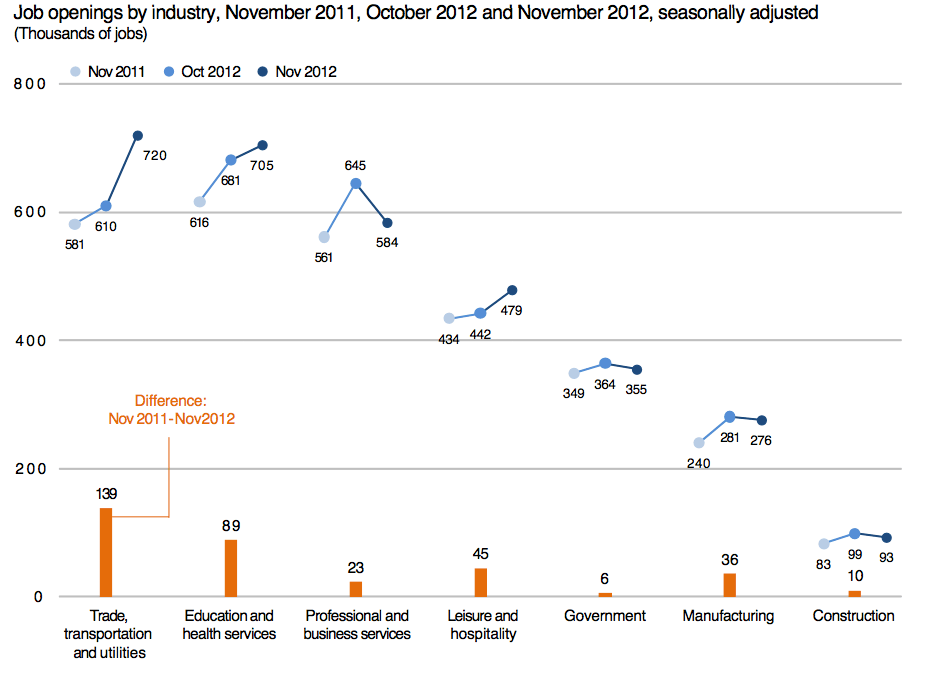 Job openings by industry, November 2011, October 2012 and November 2012, seasonally adjusted
(Thousands of jobs)
Nov 2011 Oct 2012 Nov 2012
800
720
645
705
681
600
616
610
581
584
561
479
434 442
400
349 364 355
Difference:
Nov 2011-Nov2012
281 276
240
200
139
89
45
36
23
83 99 93
10
6
0
Trade,
transportation
and utilities
Education and
health services
Professional and
business services
Leisure and
hospitality
Government
Manufacturing
Construction